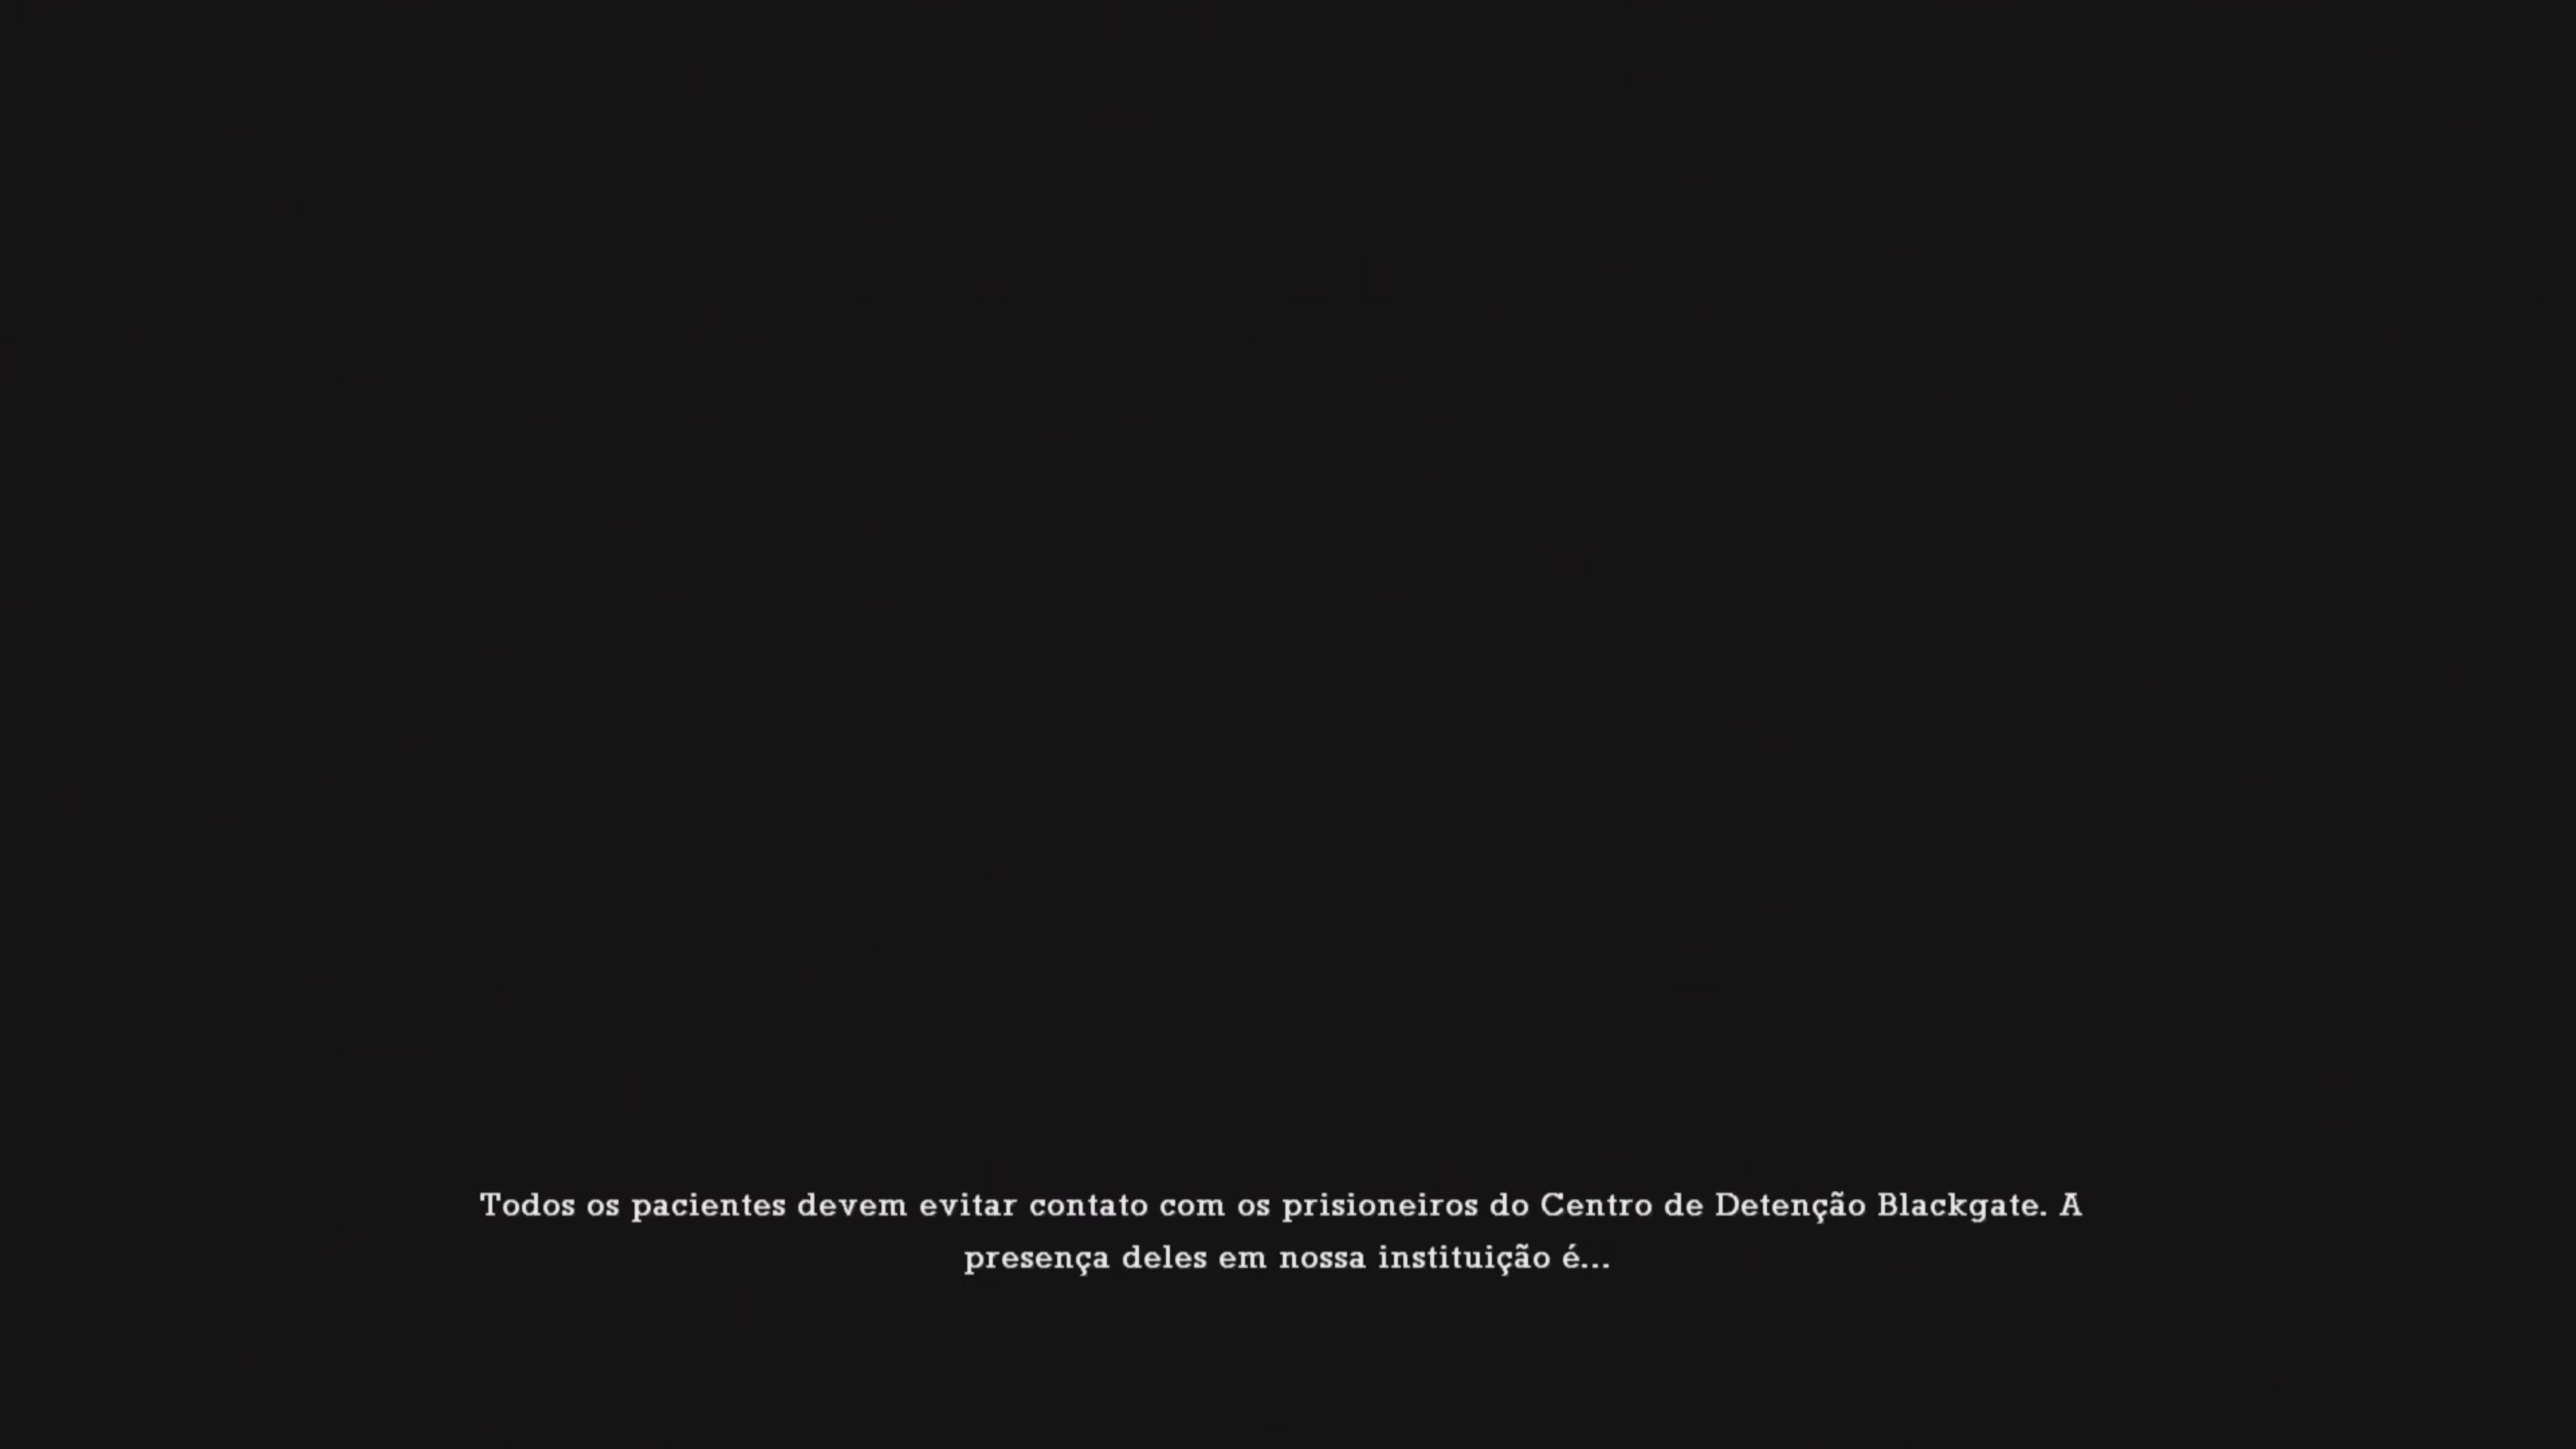 Todos os pacientes devem evitar contato com os prisioneiros do Centro de Detenção Blackgate. A
presença deles em nossa instituição é...